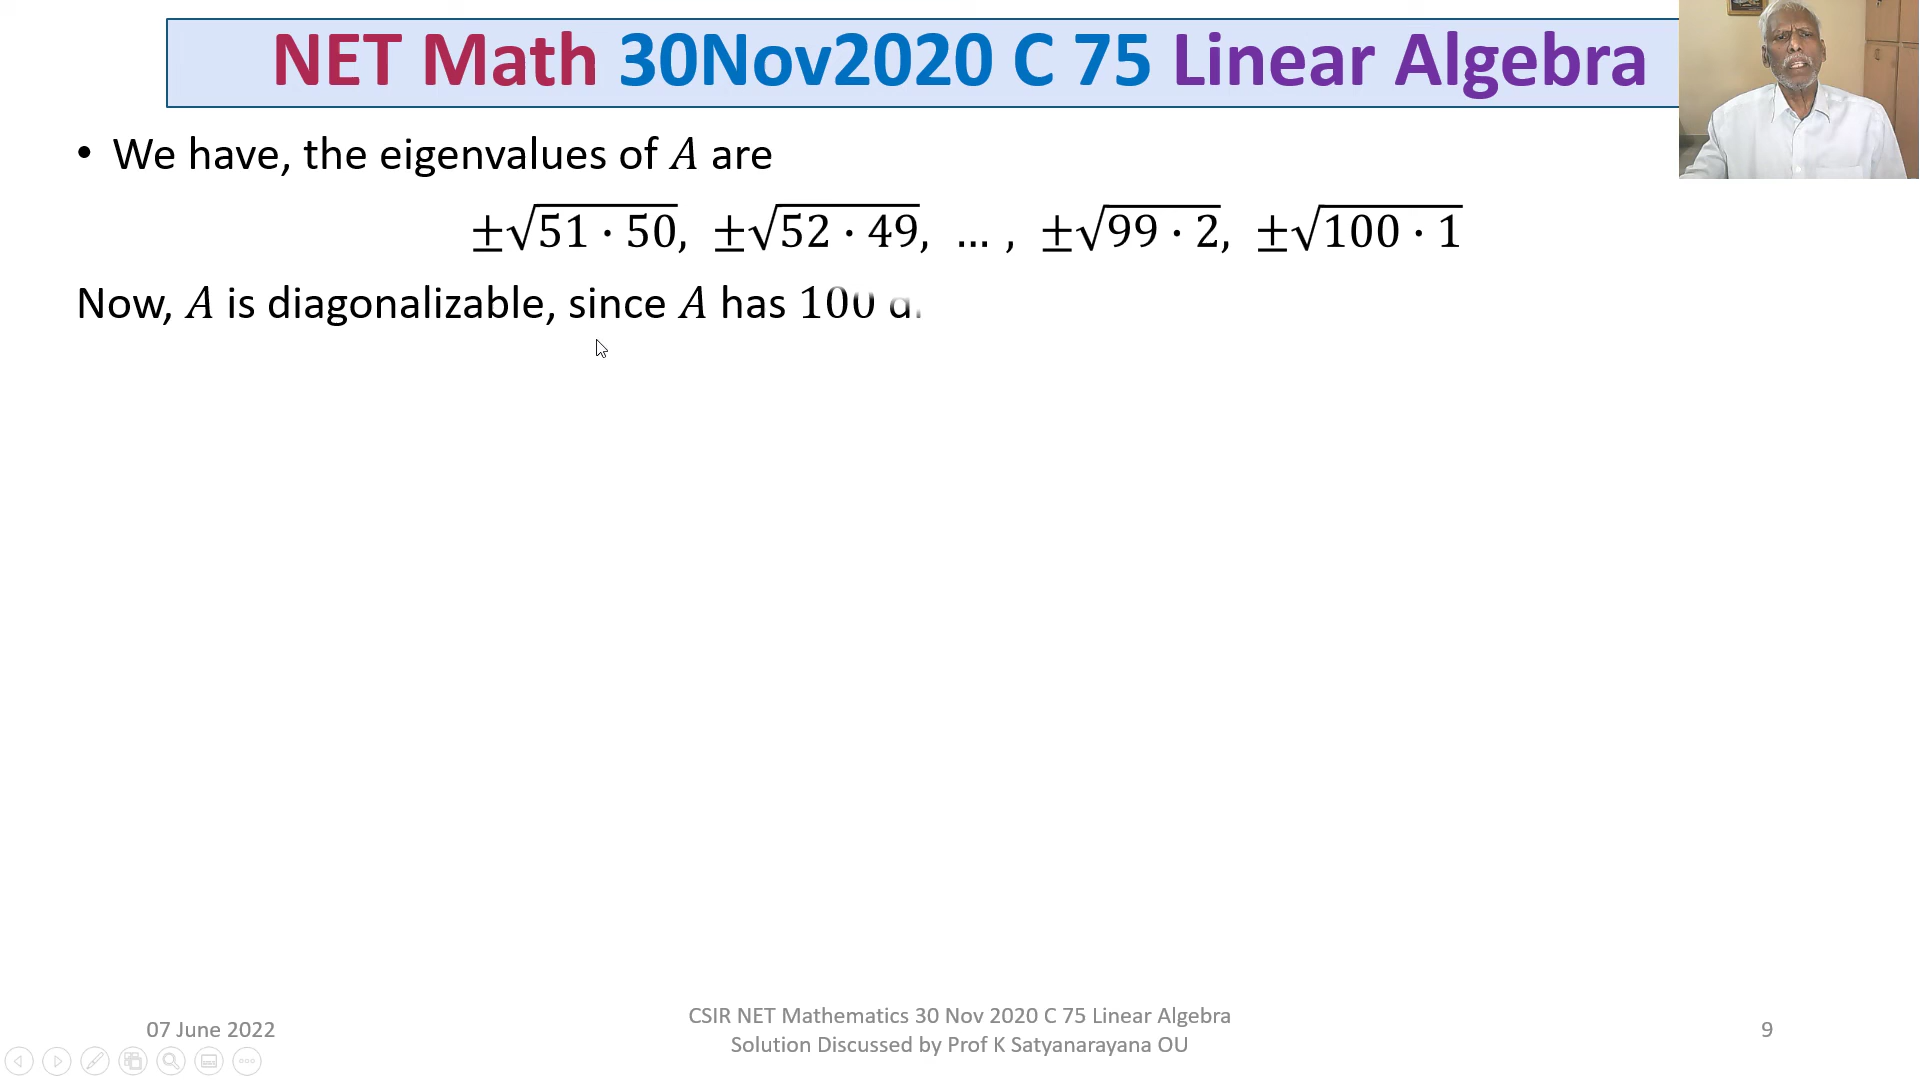 NET Math 30Nov2020 C 75 Linear Algebra
• We have, the eigenvalues of A are
±√51 · 50, ±√52 · 49, … , ±√99 · 2, ±√100 · 1
Now, A is diagonalizable, since A has 100
07 June 2022
CSIR NET Mathematics 30 Nov 2020 C 75 Linear Algebra
Solution Discussed by Prof K Satyanarayana OU
9